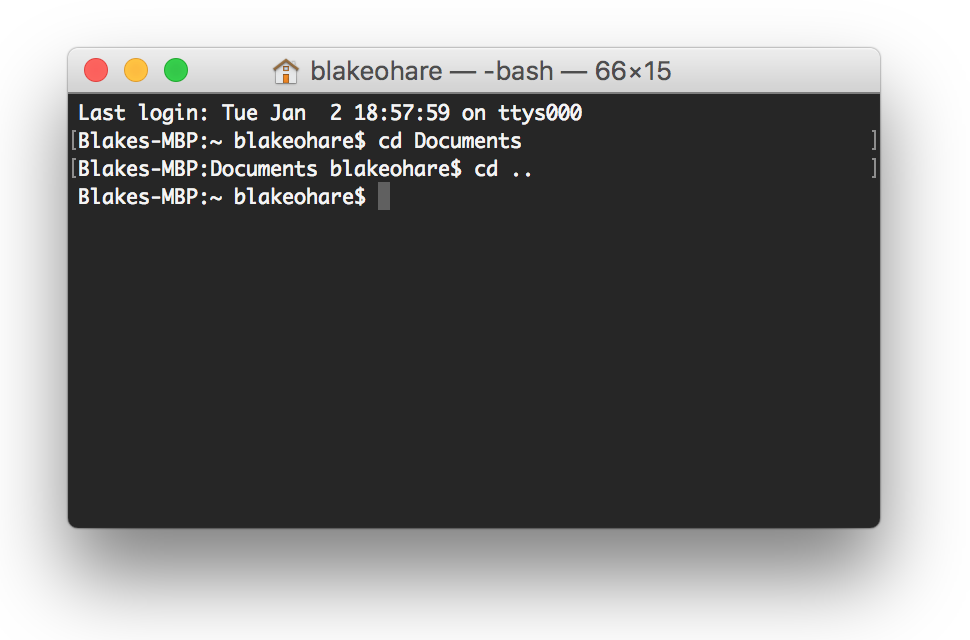 blakeohare — -bash — 66×15
Last login: Tue Jan  2 18:57:59 on ttys000
[Blakes-MBP:~ blakeohare$ cd Documents ]
[Blakes-MBP:Documents blakeohare$ cd .. ]
Blakes-MBP:~ blakeohare$